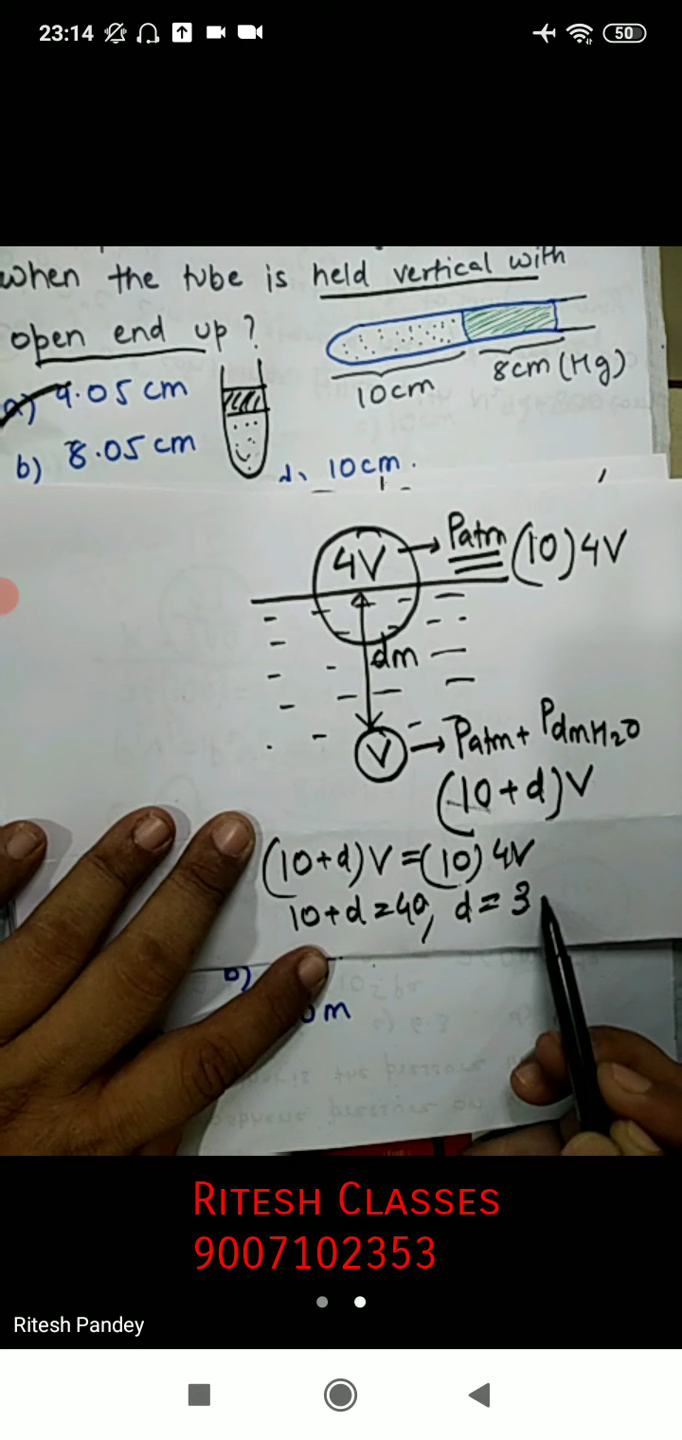 23:14
50
when the tube is held vertical with
open end up?
a) 9.05 cm
10cm
8cm (Hg)
b) 8.05 cm
d, 10cm.
4V → Patm (10) 4V
dm
V → Patm + PdmH₂O
(10+d)V
(10+d)V = (10) 4V
10+d=40, d = 3
m
RITESH CLASSES
9007102353
Ritesh Pandey